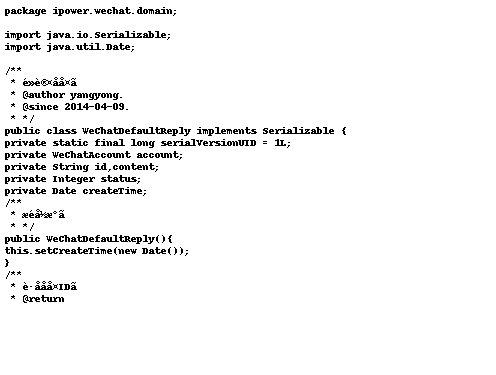 package ipower.wechat.domain;

import java.io.Serializable;
import java.util.Date;

/**
 * é»è®¤åå¤ã
 * @author yangyong.
 * @since 2014-04-09.
 * */
public class WeChatDefaultReply implements Serializable {
private static final long serialVersionUID = 1L;
private WeChatAccount account;
private String id,content;
private Integer status;
private Date createTime;
/**
 * æé å½æ°ã
 * */
public WeChatDefaultReply(){
this.setCreateTime(new Date());
}
/**
 * è·åååå¤IDã
 * @return